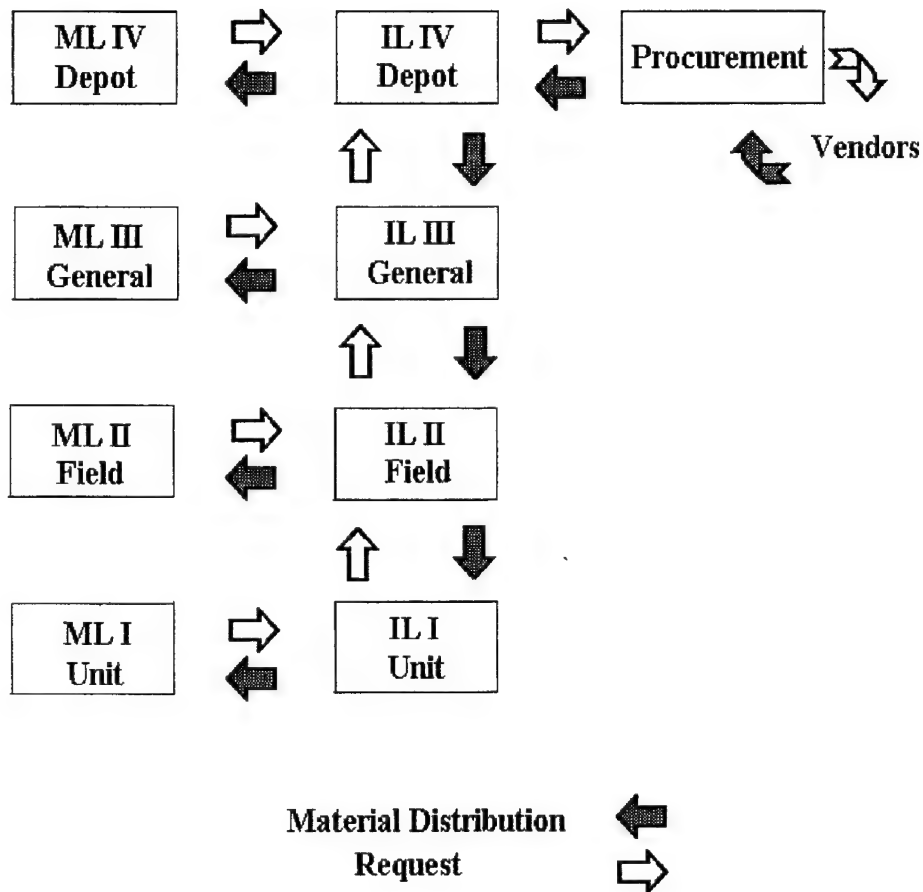 ML IV
Depot
IL IV
Depot
Procurement
Vendors
ML III
General
IL III
General
ML II
Field
IL II
Field
ML I
Unit
IL I
Unit
Material Distribution
Request